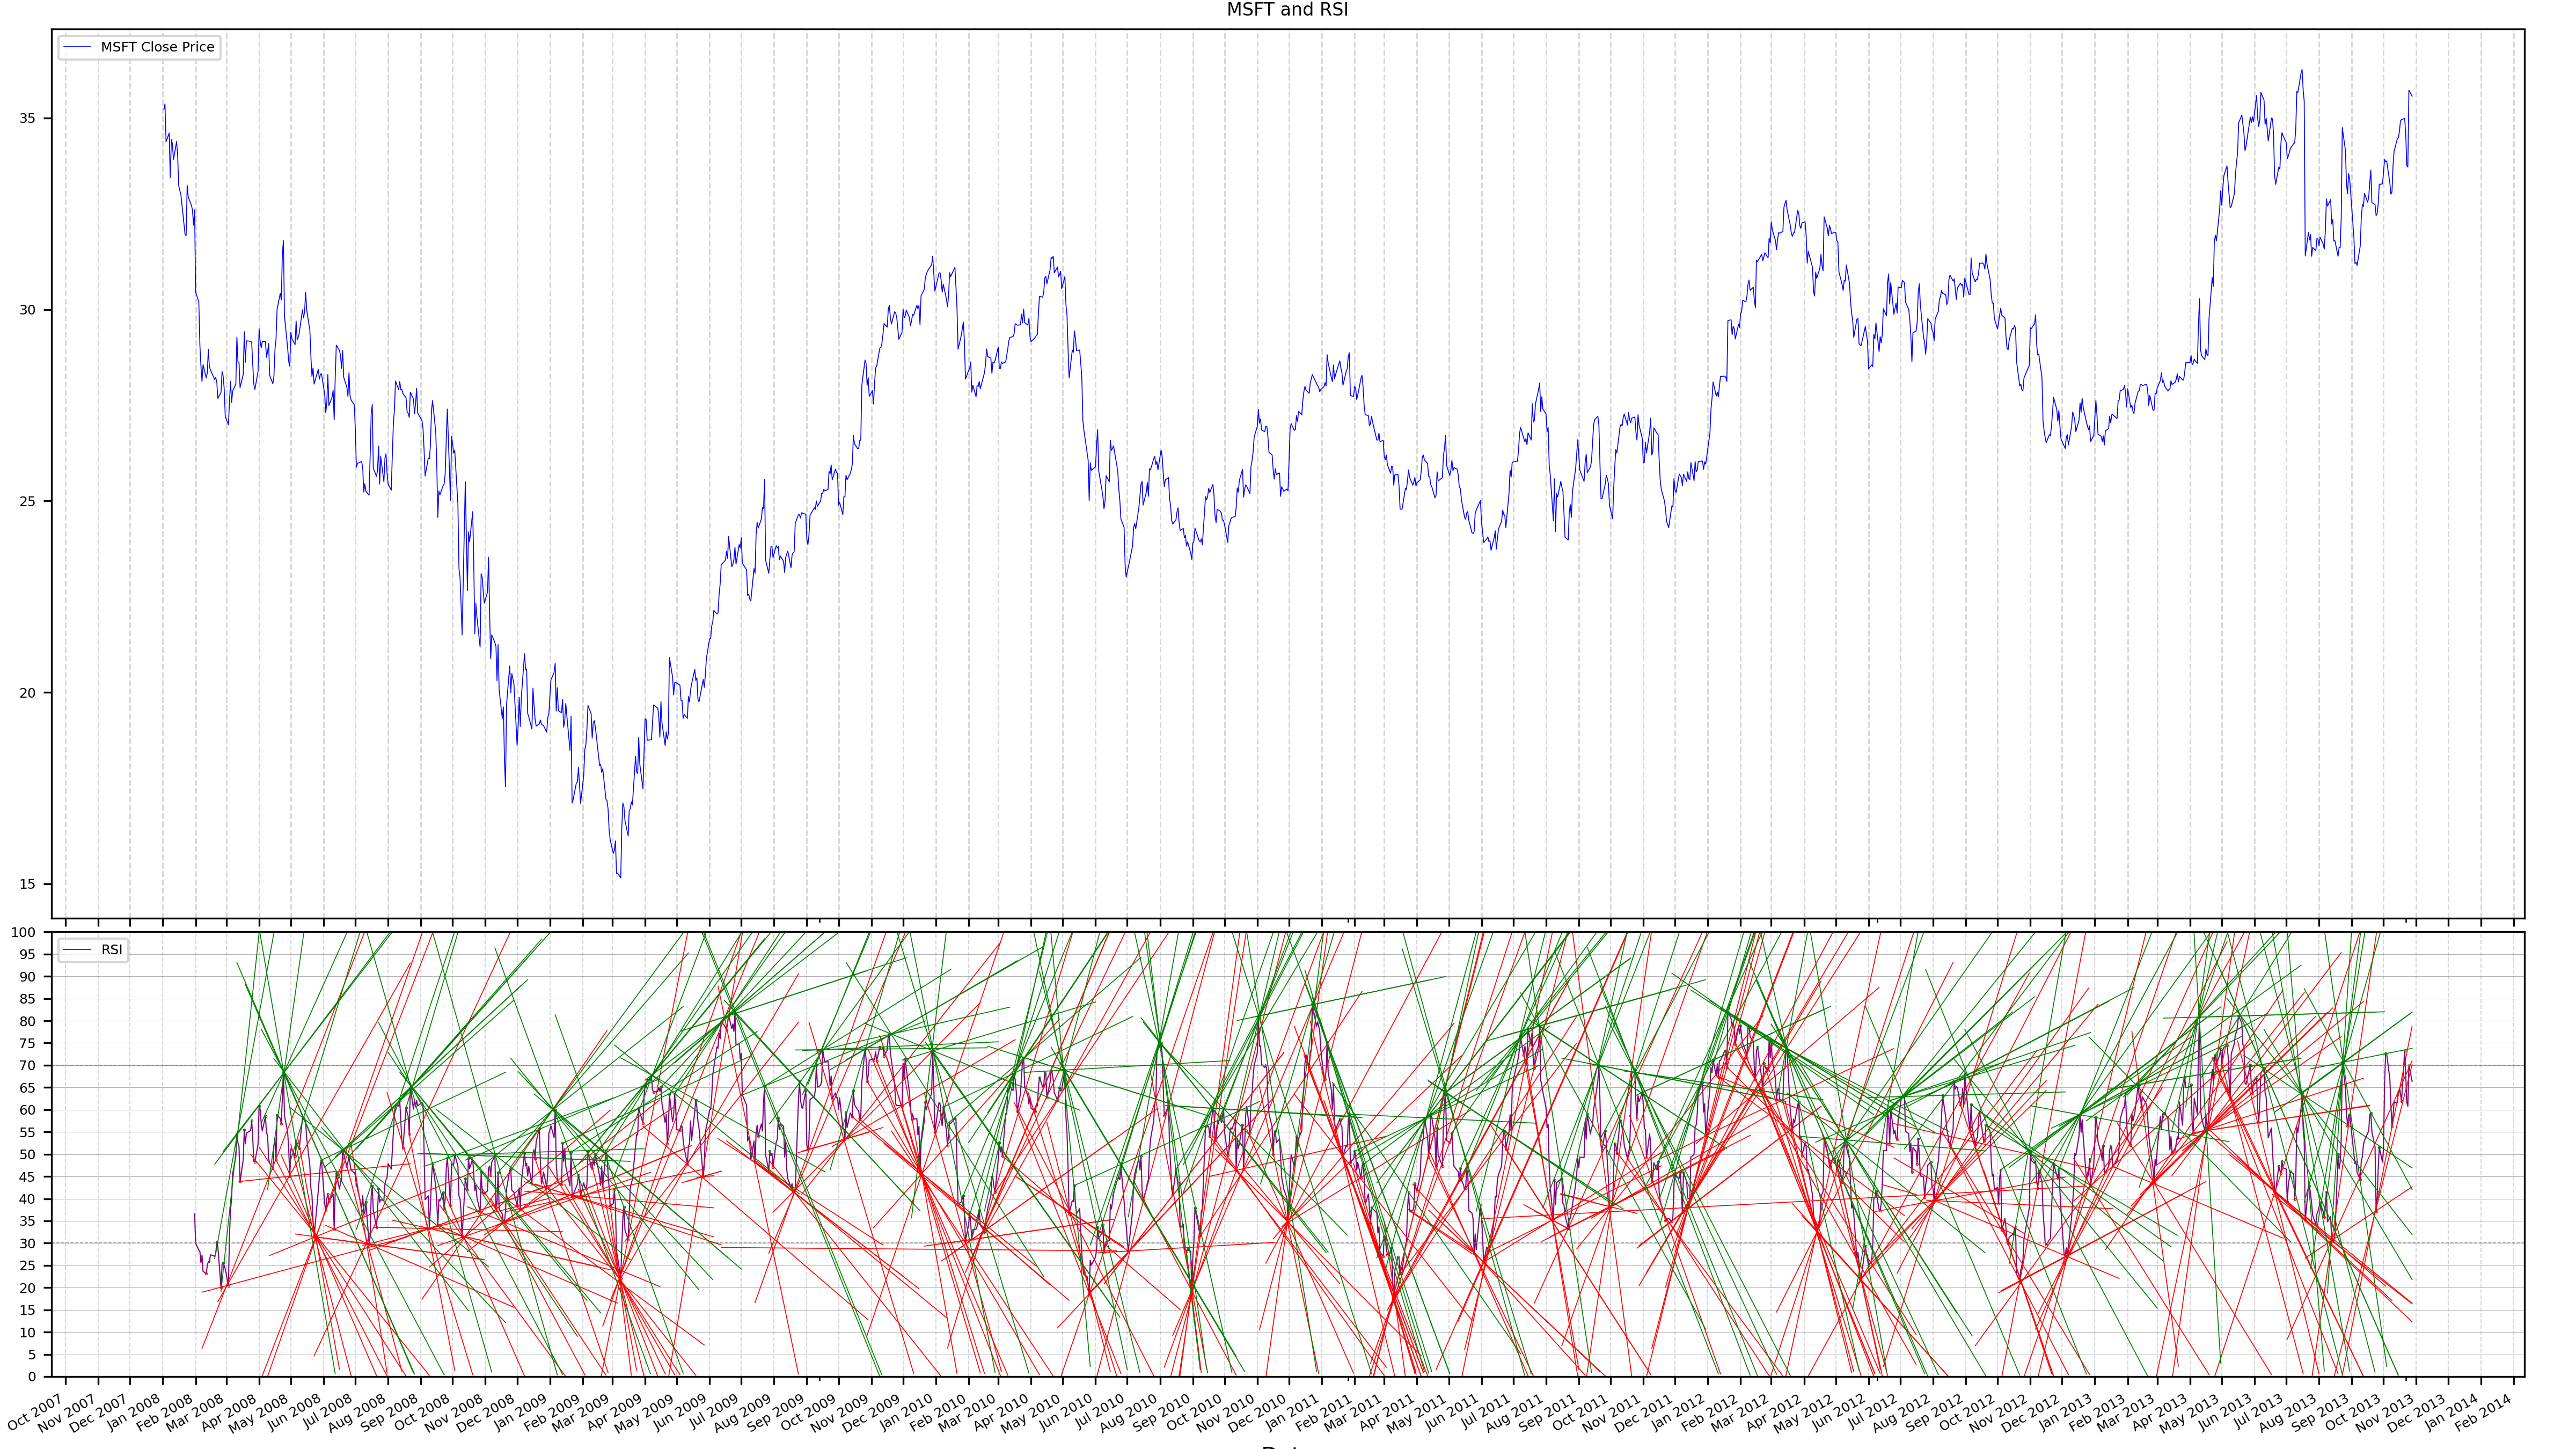 MSFT and RSI
MSFT Close Price
35
30
25
20
15
RSI
100
95
90
85
80
75
70
65
60
55
50
45
40
35
30
25
20
15
10
5
0
Oct 2007
Nov 2007
Dec 2007
Jan 2008
Feb 2008
Mar 2008
Apr 2008
May 2008
Jun 2008
Jul 2008
Aug 2008
Sep 2008
Oct 2008
Nov 2008
Dec 2008
Jan 2009
Feb 2009
Mar 2009
Apr 2009
May 2009
Jun 2009
Jul 2009
Aug 2009
Sep 2009
Oct 2009
Nov 2009
Dec 2009
Jan 2010
Feb 2010
Mar 2010
Apr 2010
May 2010
Jun 2010
Jul 2010
Aug 2010
Sep 2010
Oct 2010
Nov 2010
Dec 2010
Jan 2011
Feb 2011
Mar 2011
Apr 2011
May 2011
Jun 2011
Jul 2011
Aug 2011
Sep 2011
Oct 2011
Nov 2011
Dec 2011
Jan 2012
Feb 2012
Mar 2012
Apr 2012
May 2012
Jun 2012
Jul 2012
Aug 2012
Sep 2012
Oct 2012
Nov 2012
Dec 2012
Jan 2013
Feb 2013
Mar 2013
Apr 2013
May 2013
Jun 2013
Jul 2013
Aug 2013
Sep 2013
Oct 2013
Nov 2013
Dec 2013
Jan 2014
Feb 2014